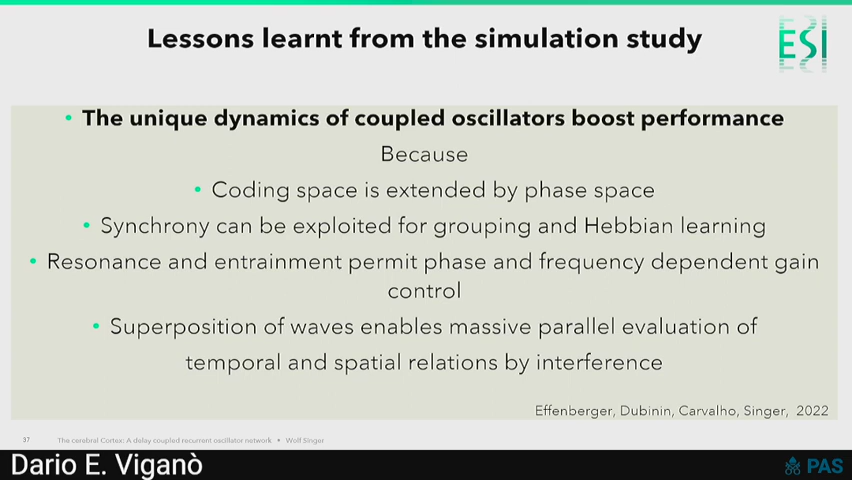 Lessons learnt from the simulation study
ESI
• The unique dynamics of coupled oscillators boost performance
Because
• Coding space is extended by phase space
• Synchrony can be exploited for grouping and Hebbian learning
• Resonance and entrainment permit phase and frequency dependent gain
control
• Superposition of waves enables massive parallel evaluation of
temporal and spatial relations by interference
Effenberger, Dubinin, Carvalho, Singer, 2022
37 The cerebral Cortex: A delay coupled recurrent oscillator network • Wolf Singer
Dario E. Viganò
PAS